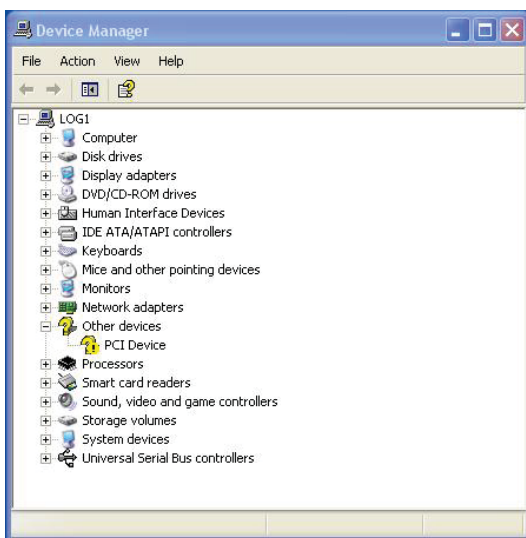 Device Manager
File Action View Help
LOG1
Computer
Disk drives
Display adapters
DVD/CD-ROM drives
Human Interface Devices
IDE ATA/ATAPI controllers
Keyboards
Mice and other pointing devices
Monitors
Network adapters
Other devices
PCI Device
Processors
Smart card readers
Sound, video and game controllers
Storage volumes
System devices
Universal Serial Bus controllers